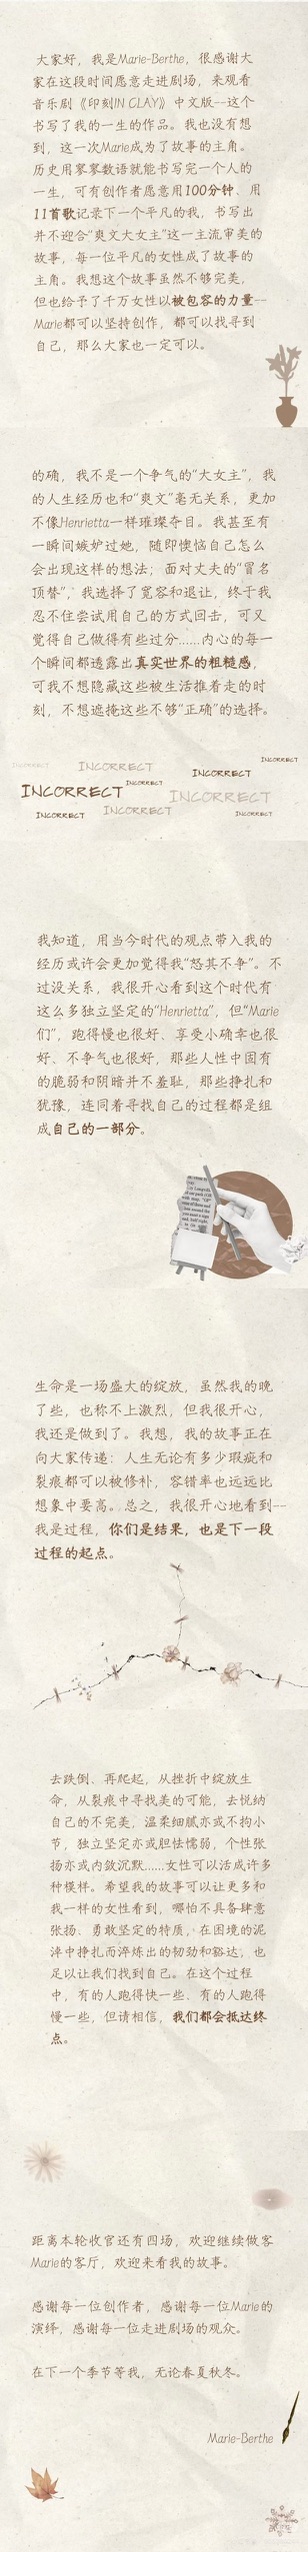 大家好，我是Marie-Berthe，很感谢大
家在这段时间愿意走进剧场，来观看
音乐剧《印刻IN CLAY》中文版--这个
书写了我的一生的作品。我也没有想
到，这一次Marie成为了故事的主角。
历史用寥寥数语就能书写完一个人的
一生，可有创作者愿意用100分钟、用
11首歌记录下一个平凡的我，书写出
并不迎合“爽文大女主”这一主流审美的
故事，每一位平凡的女性成了故事的
主角。我想这个故事虽然不够完美，
但也给予了千万女性以被包容的力量--
Marie都可以坚持创作，都可以找寻到
自己，那么大家也一定可以。
的确，我不是一个争气的“大女主”，我
的人生经历也和“爽文”毫无关系，更加
不像Henrietta一样璀璨夺目。我甚至有
一瞬间嫉妒过她，随即懊恼自己怎么
会出现这样的想法；面对丈夫的“冒名
顶替”，我选择了宽容和退让，终于我
忍不住尝试用自己的方式回击，可又
觉得自己做得有些过分……内心的每一
个瞬间都透露出真实世界的粗糙感，
可我不想隐藏这些被生活推着走的时
刻，不想遮掩这些不够“正确”的选择。
INCORRECT
INCORRECT
INCORRECT
INCORRECT
INCORRECT
INCORRECT
INCORRECT
INCORRECT
INCORRECT
INCORRECT
我知道，用当今时代的观点带入我的
经历或许会更加觉得我“怒其不争”。不
过没关系，我很开心看到这个时代有
这么多独立坚定的“Henrietta”，但“Marie
们”，跑得慢也很好、享受小确幸也很
好、不争气也很好，那些人性中固有
的脆弱和阴暗并不羞耻，那些挣扎和
犹豫，连同着寻找自己的过程都是组
成自己的一部分。
生命是一场盛大的绽放，虽然我的晚
了些，也称不上激烈，但我很开心，
我还是做到了。我想，我的故事正在
向大家传递：人生无论有多少瑕疵和
裂痕都可以被修补，容错率也远远比
想象中要高。总之，我很开心地看到--
我是过程，你们是结果，也是下一段
过程的起点。
去跌倒、再爬起，从挫折中绽放生
命，从裂痕中寻找美的可能，去悦纳
自己的不完美，温柔细腻亦或不拘小
节，独立坚定亦或胆怯懦弱，个性张
扬亦或内敛沉默……女性可以活成许多
种模样。希望我的故事可以让更多和
我一样的女性看到，哪怕不具备肆意
张扬、勇敢坚定的特质，在困境的泥
泞中挣扎而淬炼出的韧劲和豁达，也
足以让我们找到自己。在这个过程
中，有的人跑得快一些、有的人跑得
慢一些，但请相信，我们都会抵达终
点。
距离本轮收官还有四场，欢迎继续做客
Marie的客厅，欢迎来看我的故事。
感谢每一位创作者，感谢每一位Marie的
演绎，感谢每一位走进剧场的观众。
在下一个季节等我，无论春夏秋冬。
Marie-Berthe